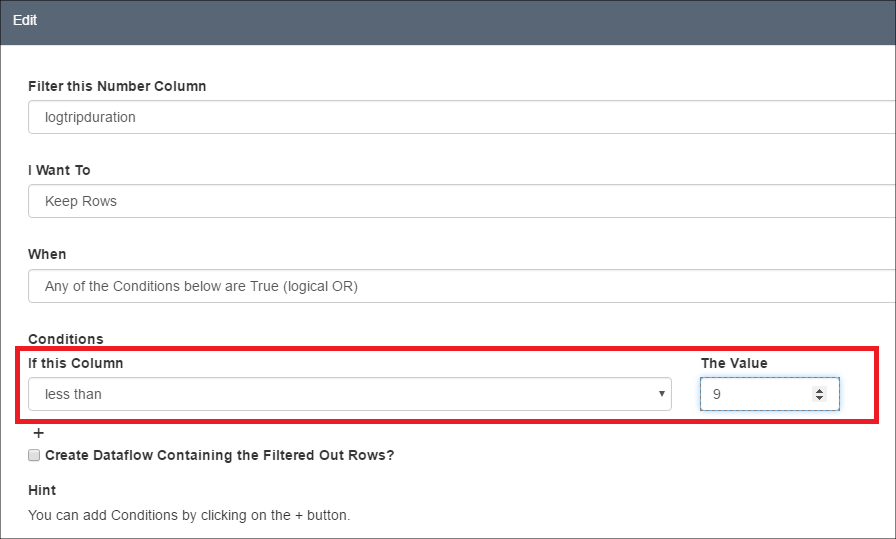 Edit
Filter this Number Column
logtripduration
I Want To
Keep Rows
When
Any of the Conditions below are True (logical OR)
Conditions
If this Column
The Value
less than
9
+
Create Dataflow Containing the Filtered Out Rows?
Hint
You can add Conditions by clicking on the + button.